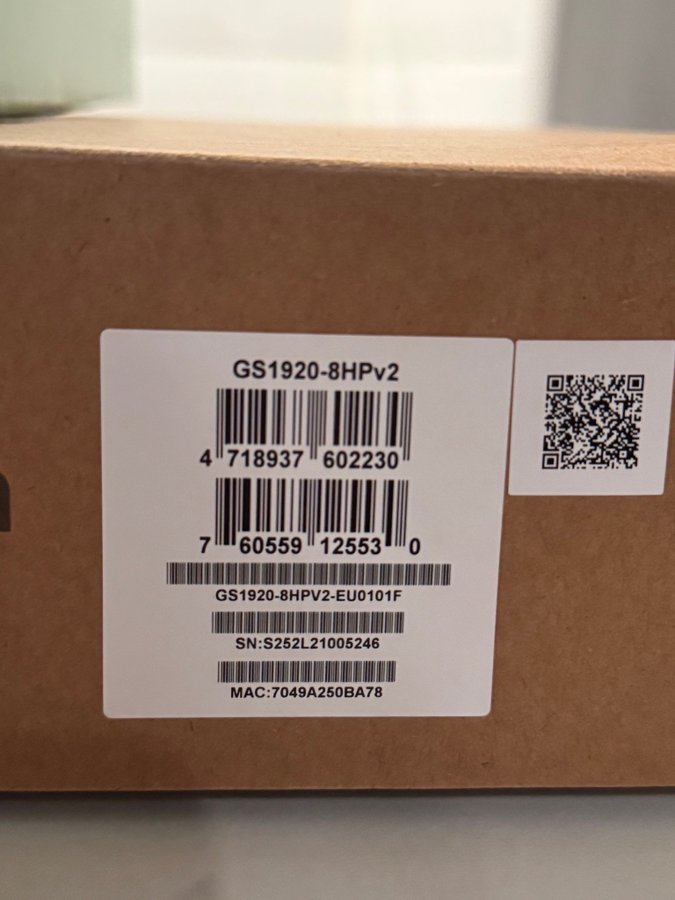 GS1920-8HPv2
4 718937 602230
7 60559 12553 0
GS1920-8HPV2-EU0101F
SN:S252L21005246
MAC:7049A250BA78